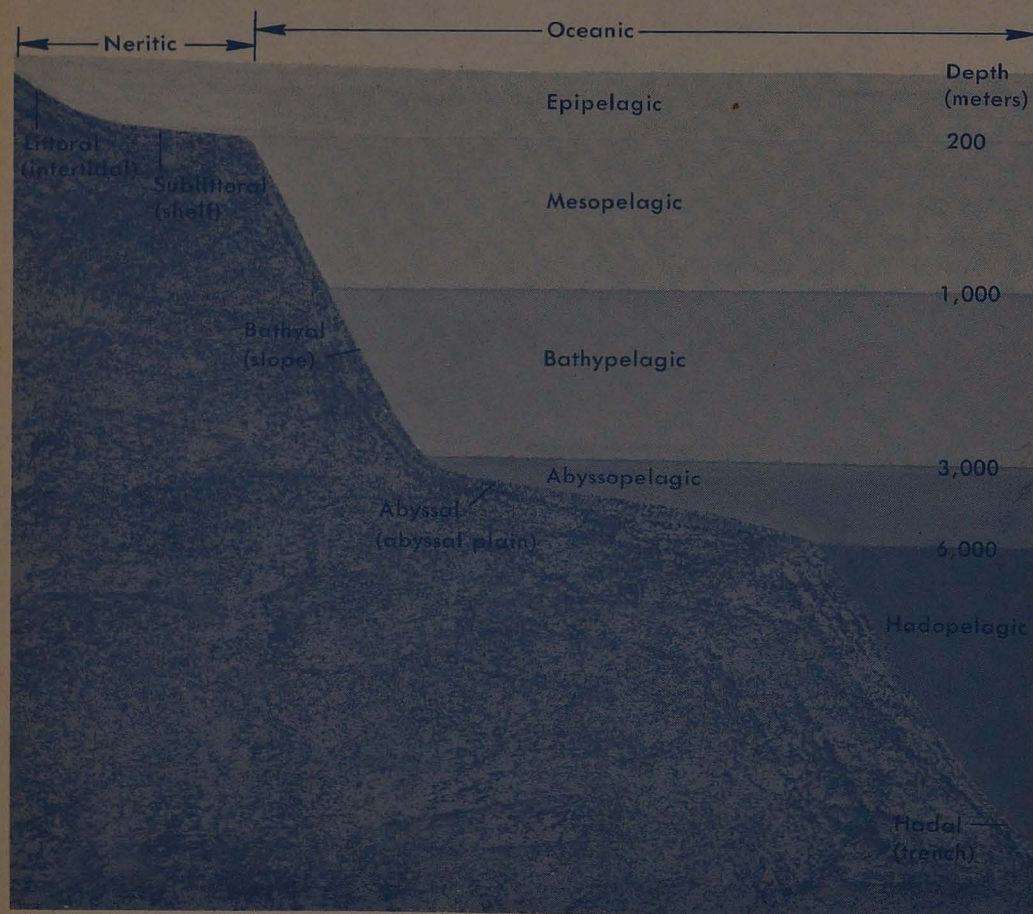 Neritic
Oceanic
Depth
(meters)
Epipelagic
200
Littoral
(intertidal)
Sublittoral
(shelf)
Mesopelagic
1,000
Bathyal
(slope)
Bathypelagic
3,000
Abyssopelagic
Abyssal
(abyssal plain)
6,000
Hadopelagic
Hadal
(trench)